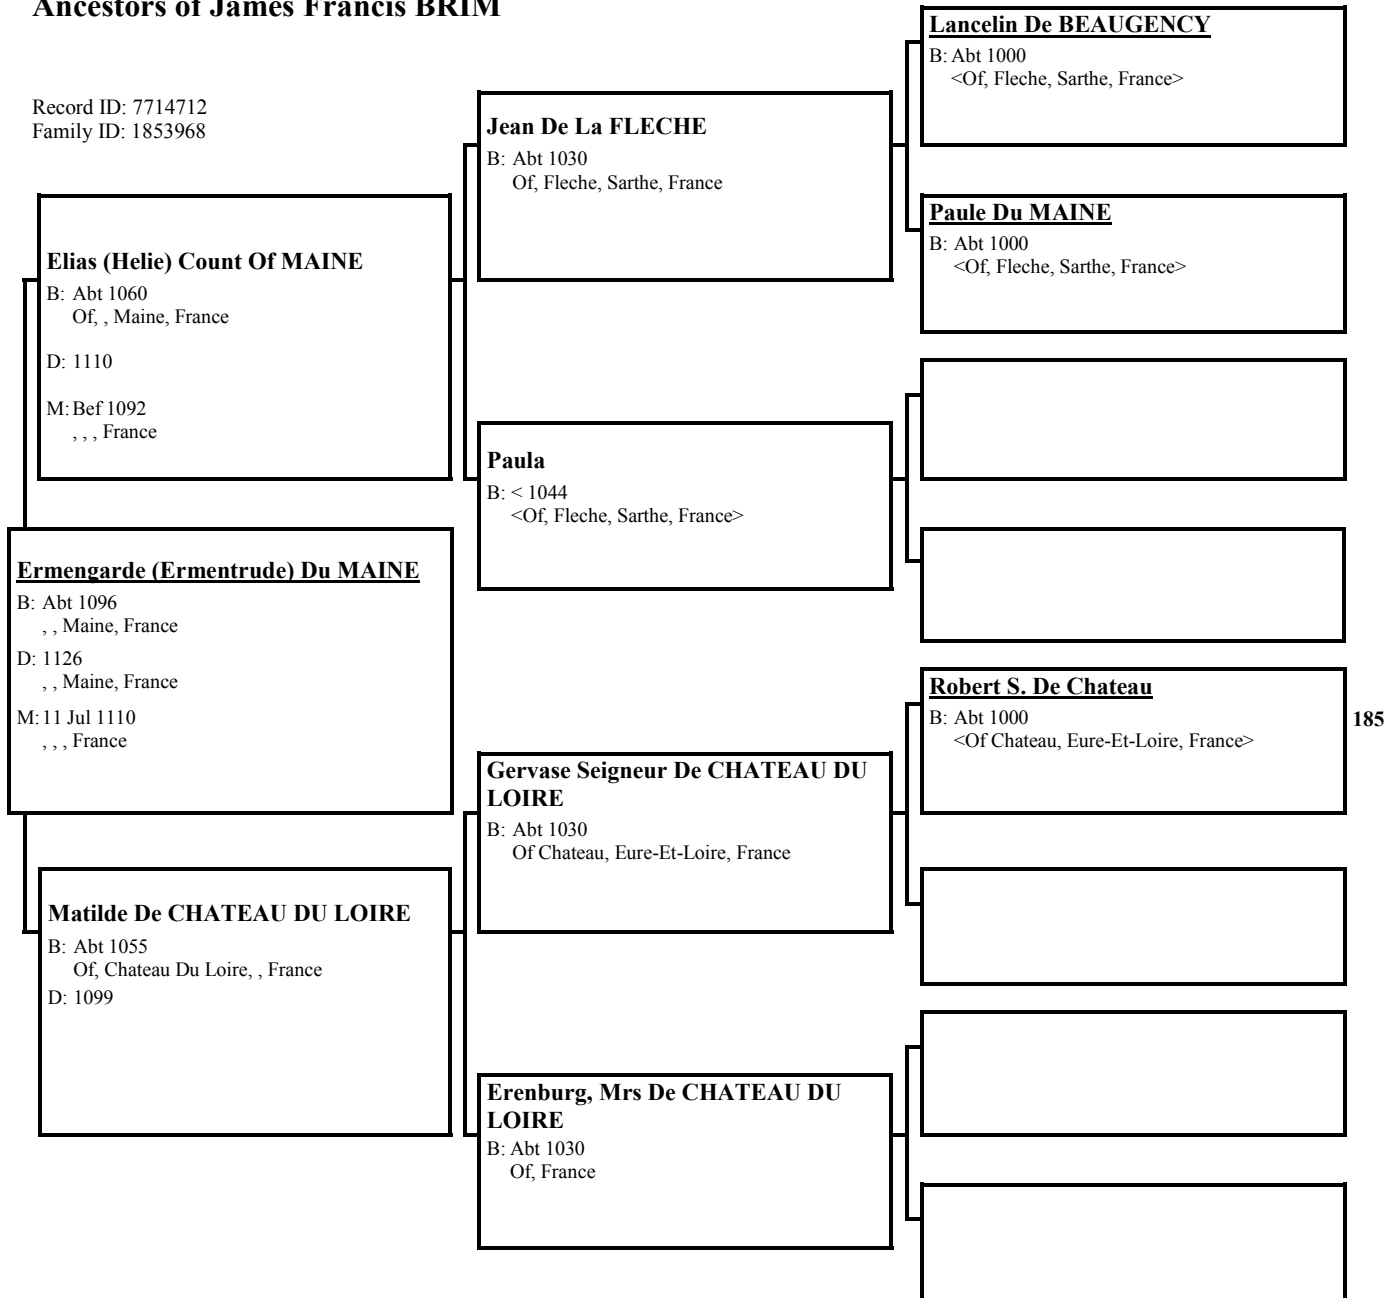 Ancestors of James Francis BRIM
Record ID: 7714712
Family ID: 1853968
Lancelin De BEAUGENCY
B: Abt 1000
<Of, Fleche, Sarthe, France>
Jean De La FLECHE
B: Abt 1030
Of, Fleche, Sarthe, France
Paule Du MAINE
B: Abt 1000
<Of, Fleche, Sarthe, France>
Elias (Helie) Count Of MAINE
B: Abt 1060
Of, , Maine, France
D: 1110
M: Bef 1092
, , , France
Paula
B: < 1044
<Of, Fleche, Sarthe, France>
Ermengarde (Ermentrude) Du MAINE
B: Abt 1096
, , Maine, France
D: 1126
, , Maine, France
M: 11 Jul 1110
, , , France
Robert S. De Chateau
B: Abt 1000
<Of Chateau, Eure-Et-Loire, France>
185
Gervase Seigneur De CHATEAU DU
LOIRE
B: Abt 1030
Of Chateau, Eure-Et-Loire, France
Matilde De CHATEAU DU LOIRE
B: Abt 1055
Of, Chateau Du Loire, , France
D: 1099
Erenburg, Mrs De CHATEAU DU
LOIRE
B: Abt 1030
Of, France